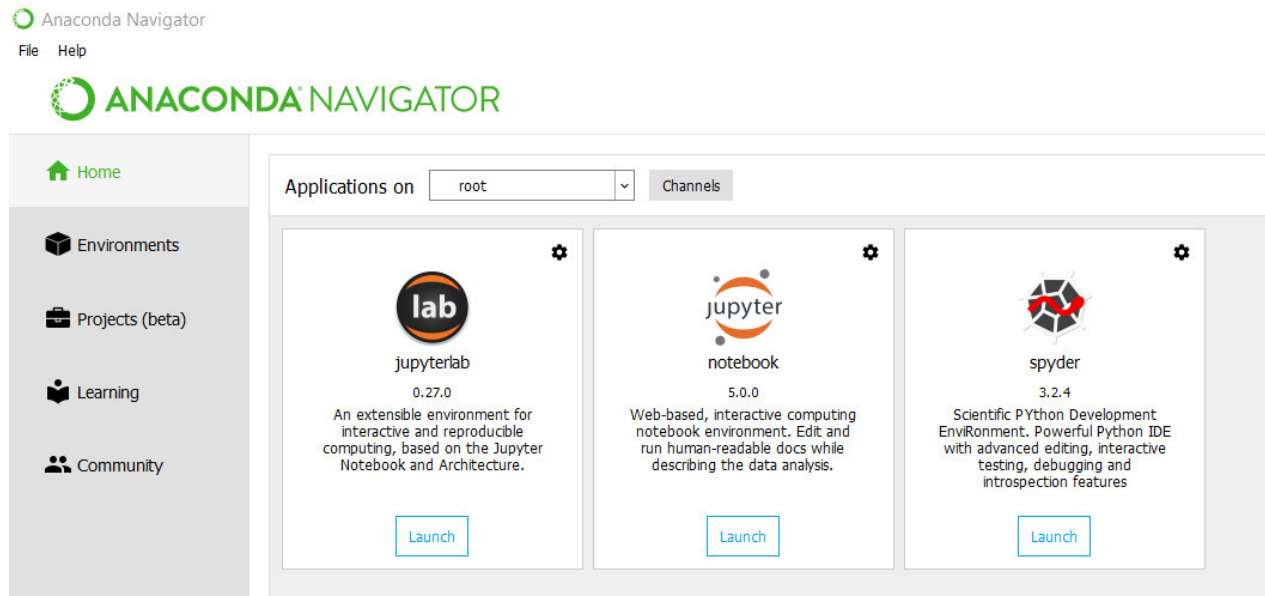 Anaconda Navigator
File Help
ANACONDA NAVIGATOR
Home
Environments
Projects (beta)
Learning
Community
Applications on root Channels
lab
jupyterlab
0.27.0
An extensible environment for
interactive and reproducible
computing, based on the Jupyter
Notebook and Architecture.
Launch
jupyter
notebook
5.0.0
Web-based, interactive computing
notebook environment. Edit and
run human-readable docs while
describing the data analysis.
Launch
spyder
3.2.4
Scientific PYthon Development
EnviRonment. Powerful Python IDE
with advanced editing, interactive
testing, debugging and
introspection features
Launch